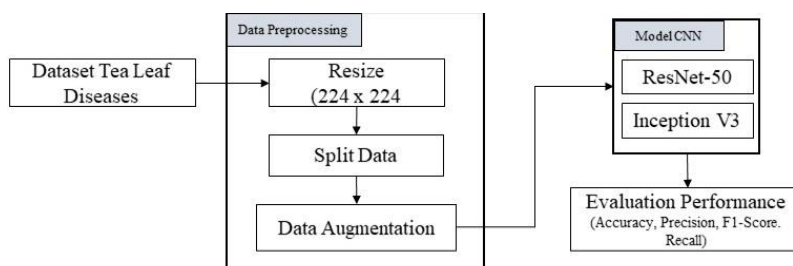 Data Preprocessing
Dataset Tea Leaf
Diseases
Resize
(224 x 224
Split Data
Data Augmentation
Model CNN
ResNet-50
Inception V3
Evaluation Performance
(Accuracy, Precision, F1-Score.
Recall)